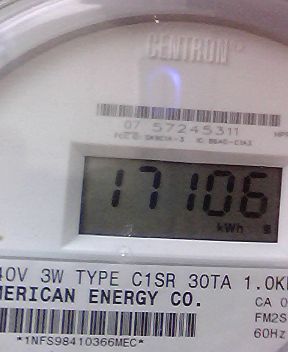 CENTRON
07 57245311
17106
kWh
40V 3W TYPE C1SR 30TA 1.0K
MERICAN ENERGY CO. CA 0
FM2S
60Hz
*1NFS98410366MEC*